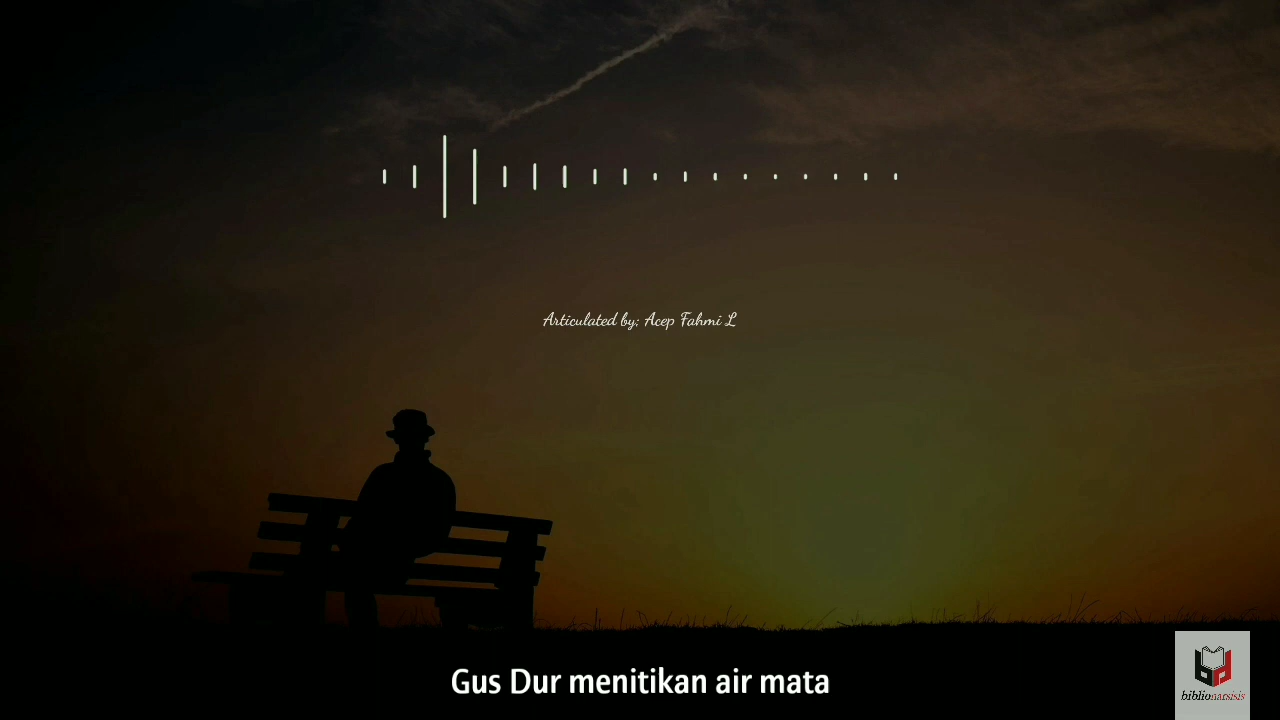 Articulated by; Acep Fahmi L
Gus Dur menitikan air mata
biblionarsisis